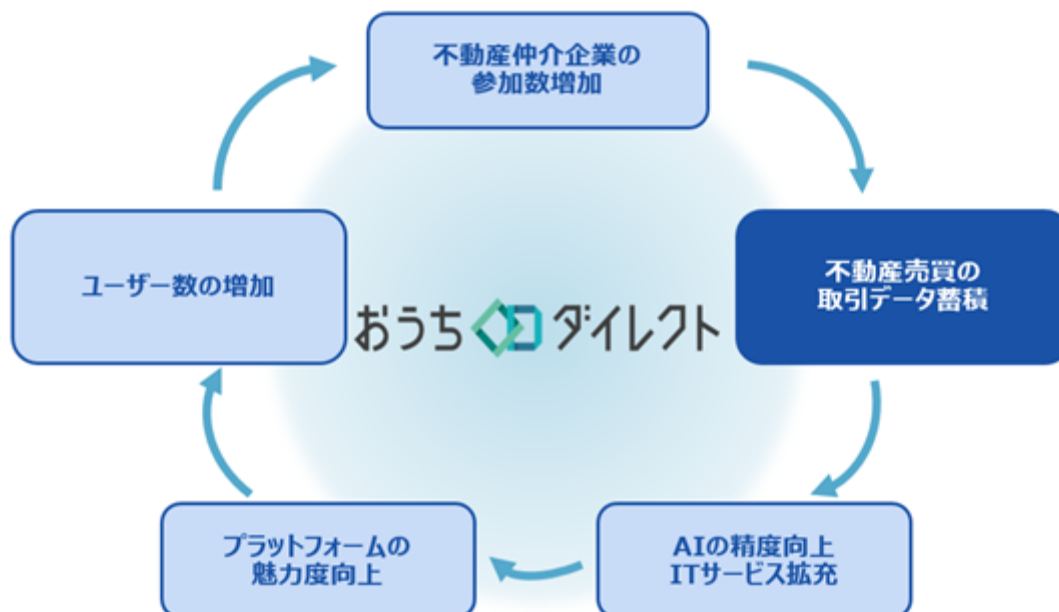 不動産仲介企業の
参加数増加
不動産売買の
取引データ蓄積
AIの精度向上
ITサービス拡充
プラットフォームの
魅力度向上
ユーザー数の増加
おうちダイレクト